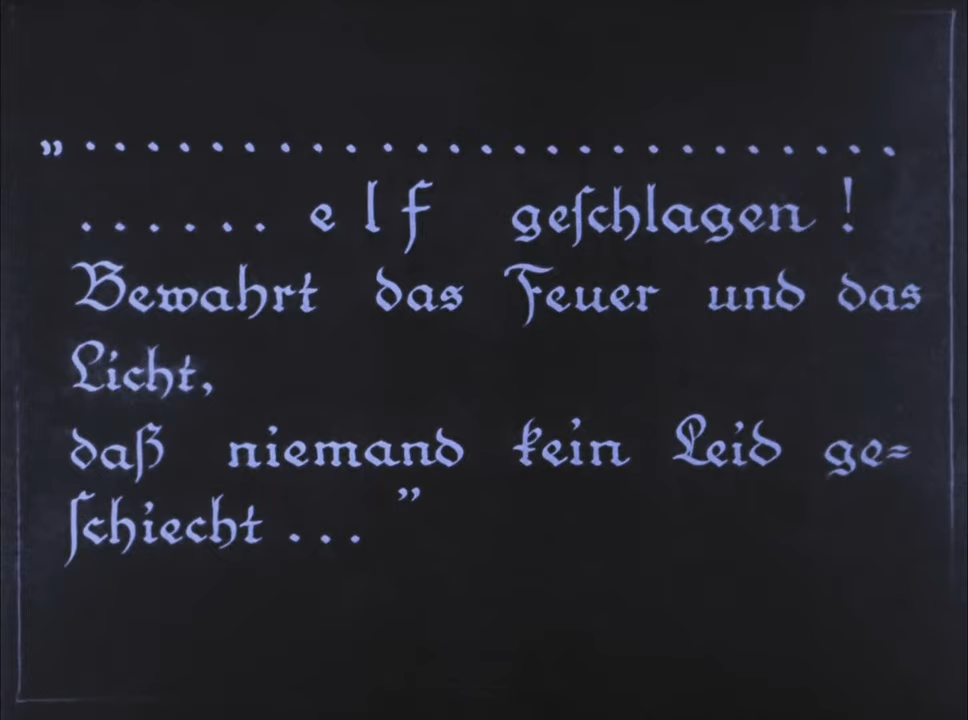 „.........................
...... elf geſchlagen!
Bewahrt das Feuer und das
Licht,
daß niemand kein Leid ge=
ſchiecht ... ”